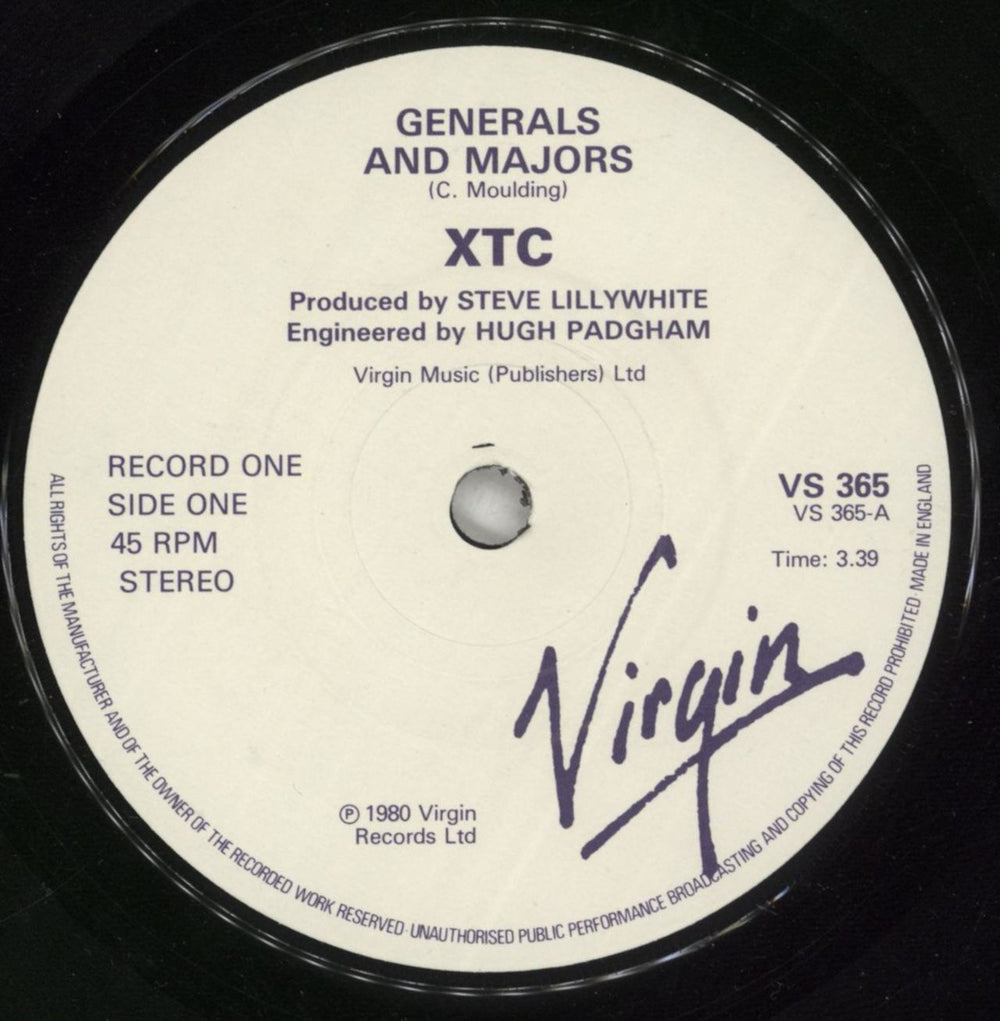 GENERALS
AND MAJORS
(C. Moulding)
XTC
Produced by STEVE LILLYWHITE
Engineered by HUGH PADGHAM
Virgin Music (Publishers) Ltd
RECORD ONE
SIDE ONE
45 RPM
STEREO
VS 365
VS 365-A
Time: 3.39
Virgin
℗ 1980 Virgin
Records Ltd
ALL RIGHTS OF THE MANUFACTURER AND OF THE OWNER OF THE RECORDED WORK RESERVED · UNAUTHORISED PUBLIC PERFORMANCE BROADCASTING AND COPYING OF THIS RECORD PROHIBITED · MADE IN ENGLAND